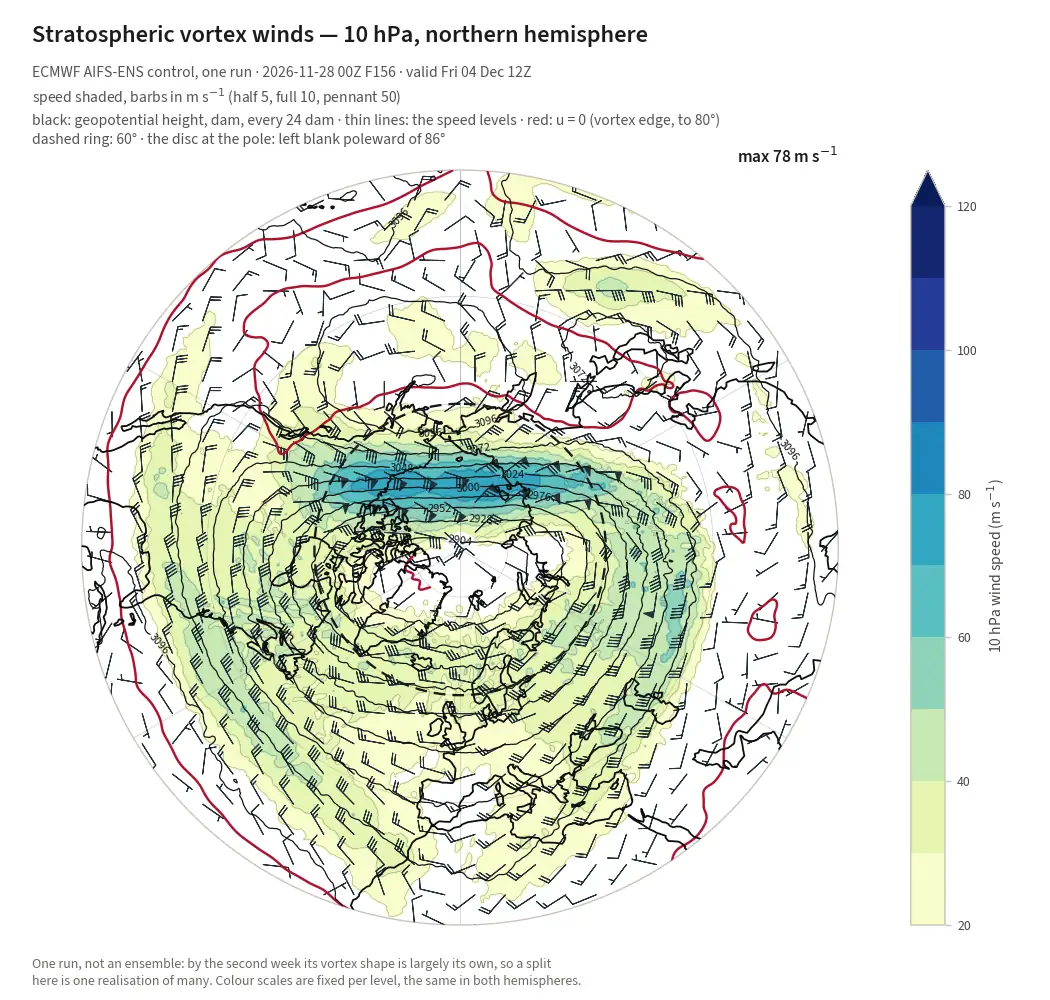 Stratospheric vortex winds — 10 hPa, northern hemisphere
ECMWF AIFS-ENS control, one run · 2026-11-28 00Z F156 · valid Fri 04 Dec 12Z
speed shaded, barbs in m s⁻¹ (half 5, full 10, pennant 50)
black: geopotential height, dam, every 24 dam · thin lines: the speed levels · red: u = 0 (vortex edge, to 80°)
dashed ring: 60° · the disc at the pole: left blank poleward of 86°
max 78 m s⁻¹
120
100
80
60
40
20
10 hPa wind speed (m s⁻¹)
3096
3072
3096
3096
3072
3048
3024
3000
2976
2952
2928
2904
3096
3096
One run, not an ensemble: by the second week its vortex shape is largely its own, so a split
here is one realisation of many. Colour scales are fixed per level, the same in both hemispheres.